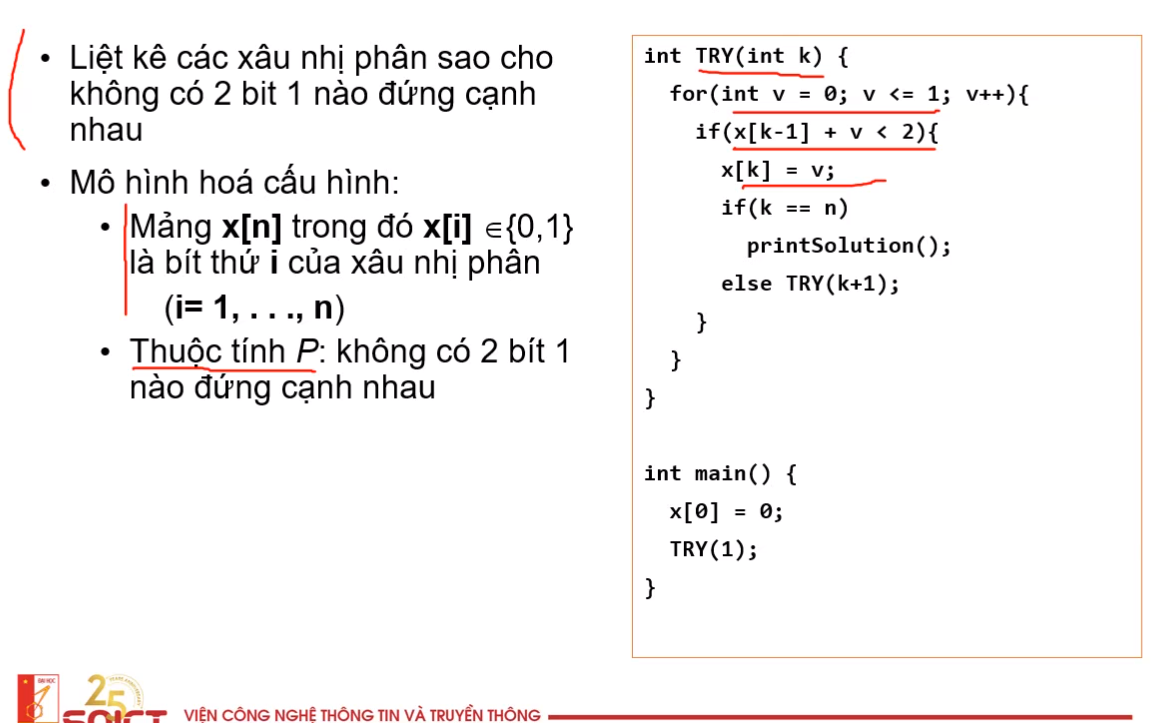 • Liệt kê các xâu nhị phân sao cho
không có 2 bit 1 nào đứng cạnh
nhau
• Mô hình hoá cấu hình:
• Mảng x[n] trong đó x[i] ∈{0,1}
là bít thứ i của xâu nhị phân
(i= 1, . . ., n)
• Thuộc tính P: không có 2 bít 1
nào đứng cạnh nhau
int TRY(int k) {
for(int v = 0; v <= 1; v++){
if(x[k-1] + v < 2){
x[k] = v;
if(k == n)
printSolution();
else TRY(k+1);
}
}
}
int main() {
x[0] = 0;
TRY(1);
}
25
SOICT
VIỆN CÔNG NGHỆ THÔNG TIN VÀ TRUYỀN THÔNG